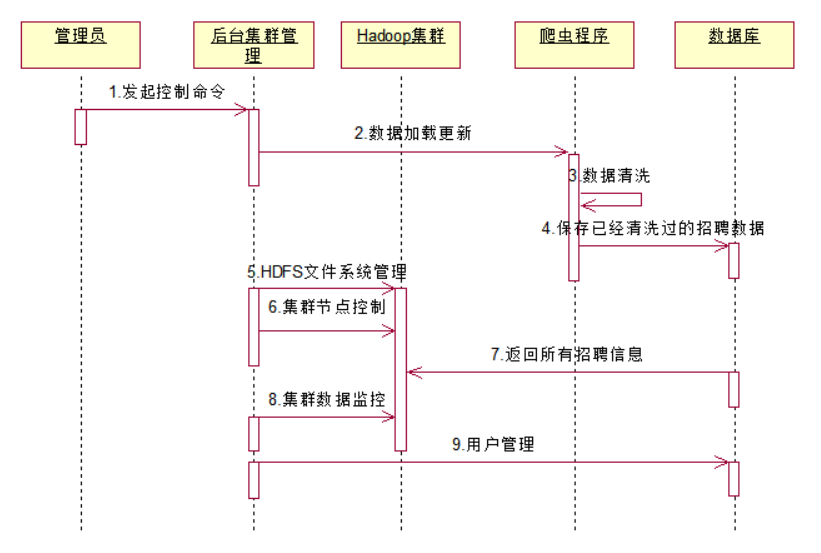 管理员
后台集群管
理
Hadoop集群
爬虫程序
数据库
1.发起控制命令
2.数据加载更新
3.数据清洗
4.保存已经清洗过的招聘数据
5.HDFS文件系统管理
6.集群节点控制
7.返回所有招聘信息
8.集群数据监控
9.用户管理